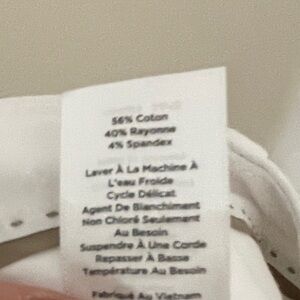 56% Coton
40% Rayonne
4% Spandex
Laver À La Machine À
L'eau Froide
Cycle Délicat
Agent De Blanchiment
Non Chloré Seulement
Au Besoin
Suspendre À Une Corde
Repasser À Basse
Température Au Besoin
Fabriqué Au Vietnam